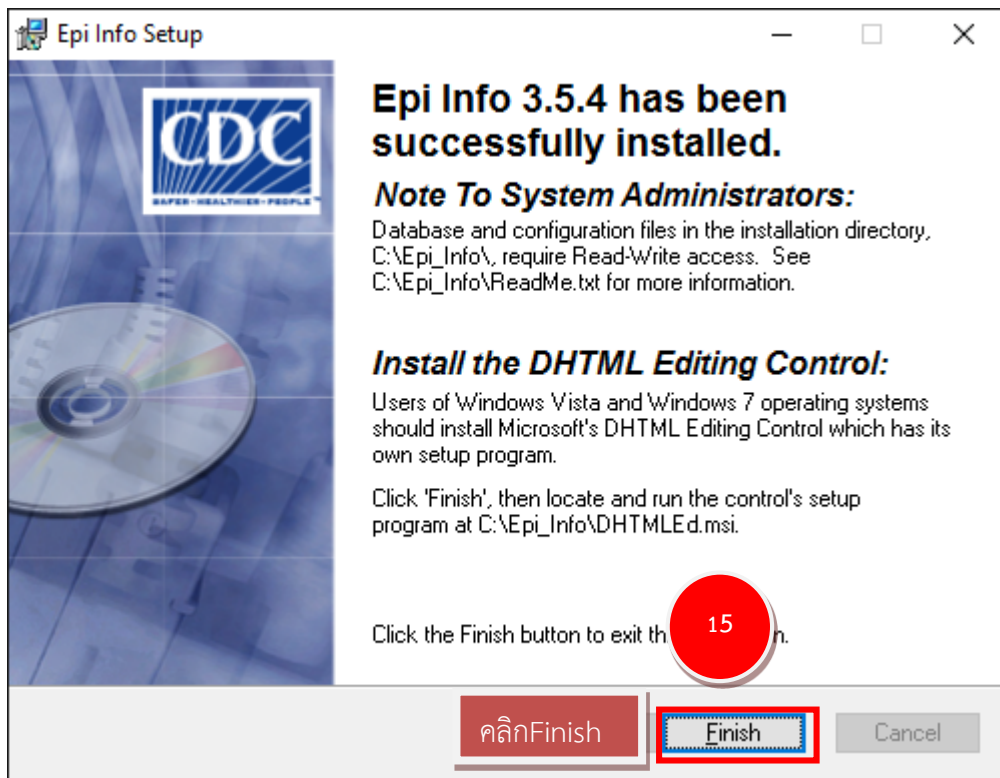 Epi Info Setup
CDC
SAFER·HEALTHIER·PEOPLE™
Epi Info 3.5.4 has been
successfully installed.
Note To System Administrators:
Database and configuration files in the installation directory,
C:\Epi_Info\, require Read-Write access. See
C:\Epi_Info\ReadMe.txt for more information.
Install the DHTML Editing Control:
Users of Windows Vista and Windows 7 operating systems
should install Microsoft's DHTML Editing Control which has its
own setup program.
Click 'Finish', then locate and run the control's setup
program at C:\Epi_Info\DHTMLEd.msi.
Click the Finish button to exit th n.
15
คลิกFinish
Finish
Cancel